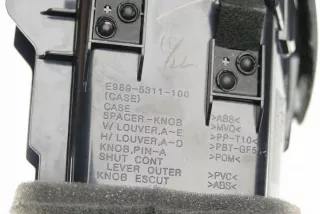 E989-5311-100
(CASE)
CASE >ABS<
SPACER-KNOB >MVQ<
V/LOUVER,A-E >PP-T10<
H/LOUVER,A-D >PBT-GF5
KNOB,PIN-A >POM<
SHUT CONT
LEVER OUTER >PVC<
KNOB ESCUT >ABS<